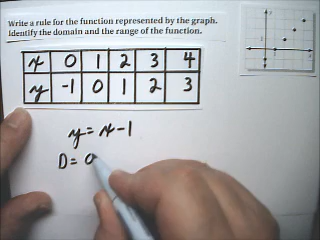 Write a rule for the function represented by the graph.
Identify the domain and the range of the function.
x 0 1 2 3 4
y -1 0 1 2 3
y = x - 1
D = 0